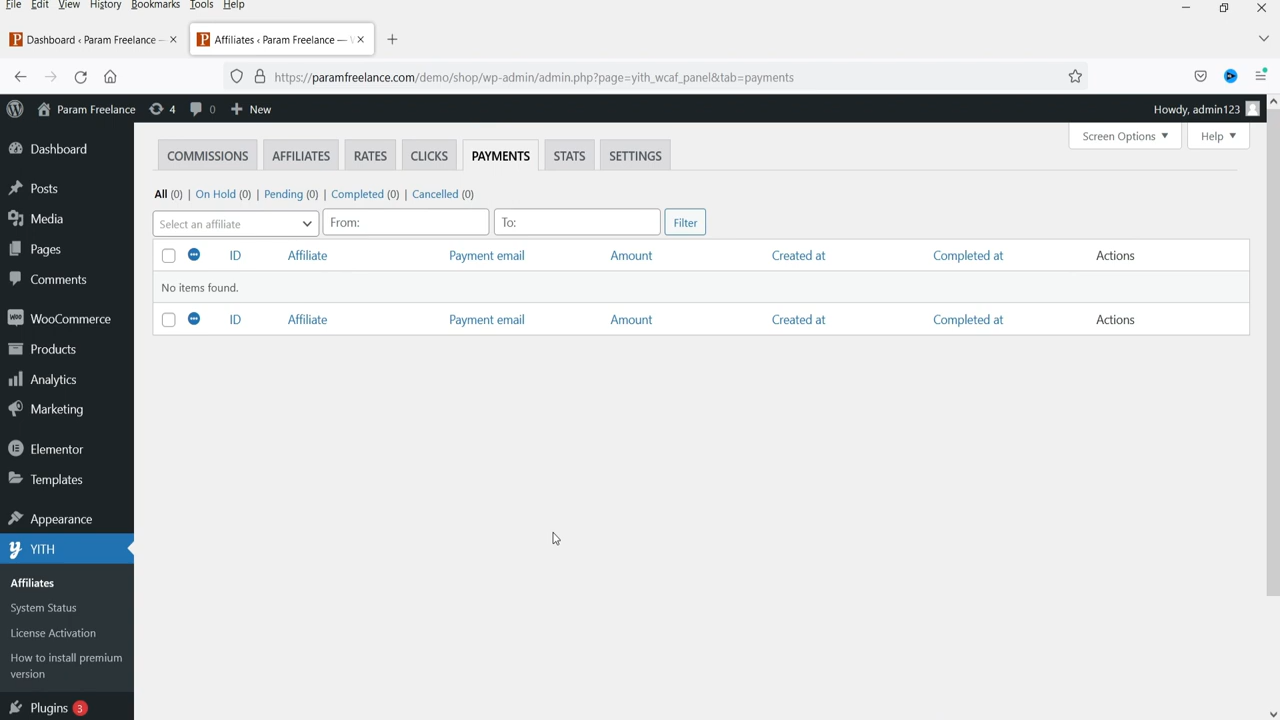 File Edit View History Bookmarks Tools Help
Dashboard ‹ Param Freelance —
Affiliates ‹ Param Freelance —
https://paramfreelance.com/demo/shop/wp-admin/admin.php?page=yith_wcaf_panel&tab=payments
Param Freelance 4 0 New Howdy, admin123
Screen Options Help
Dashboard
Posts
Media
Pages
Comments
WooCommerce
Products
Analytics
Marketing
Elementor
Templates
Appearance
YITH
Affiliates
System Status
License Activation
How to install premium
version
Plugins 3
COMMISSIONS AFFILIATES RATES CLICKS PAYMENTS STATS SETTINGS
All (0) | On Hold (0) | Pending (0) | Completed (0) | Cancelled (0)
Select an affiliate From: To: Filter
ID Affiliate Payment email Amount Created at Completed at Actions
No items found.
ID Affiliate Payment email Amount Created at Completed at Actions